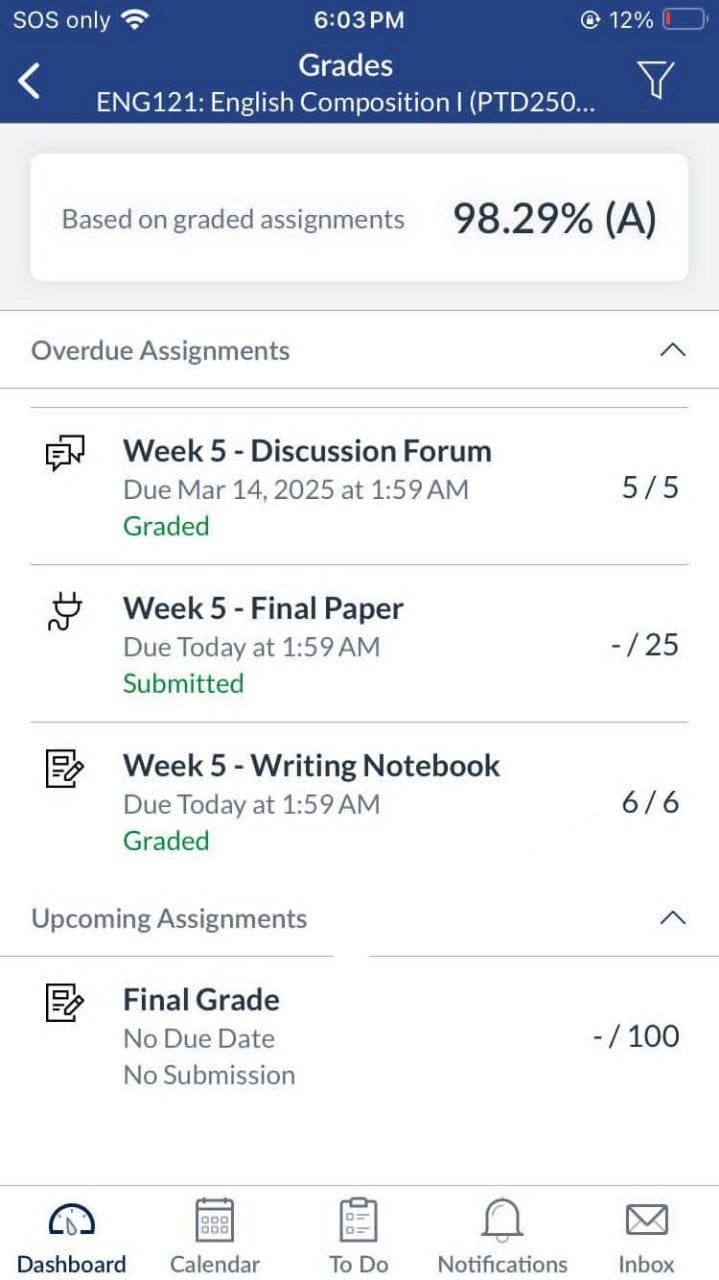 SOS only
6:03 PM
12%
Grades
ENG121: English Composition I (PTD250...
Based on graded assignments
98.29% (A)
Overdue Assignments
Week 5 - Discussion Forum
Due Mar 14, 2025 at 1:59 AM
5 / 5
Graded
Week 5 - Final Paper
Due Today at 1:59 AM
- / 25
Submitted
Week 5 - Writing Notebook
Due Today at 1:59 AM
6 / 6
Graded
Upcoming Assignments
Final Grade
No Due Date
- / 100
No Submission
Dashboard
Calendar
To Do
Notifications
Inbox